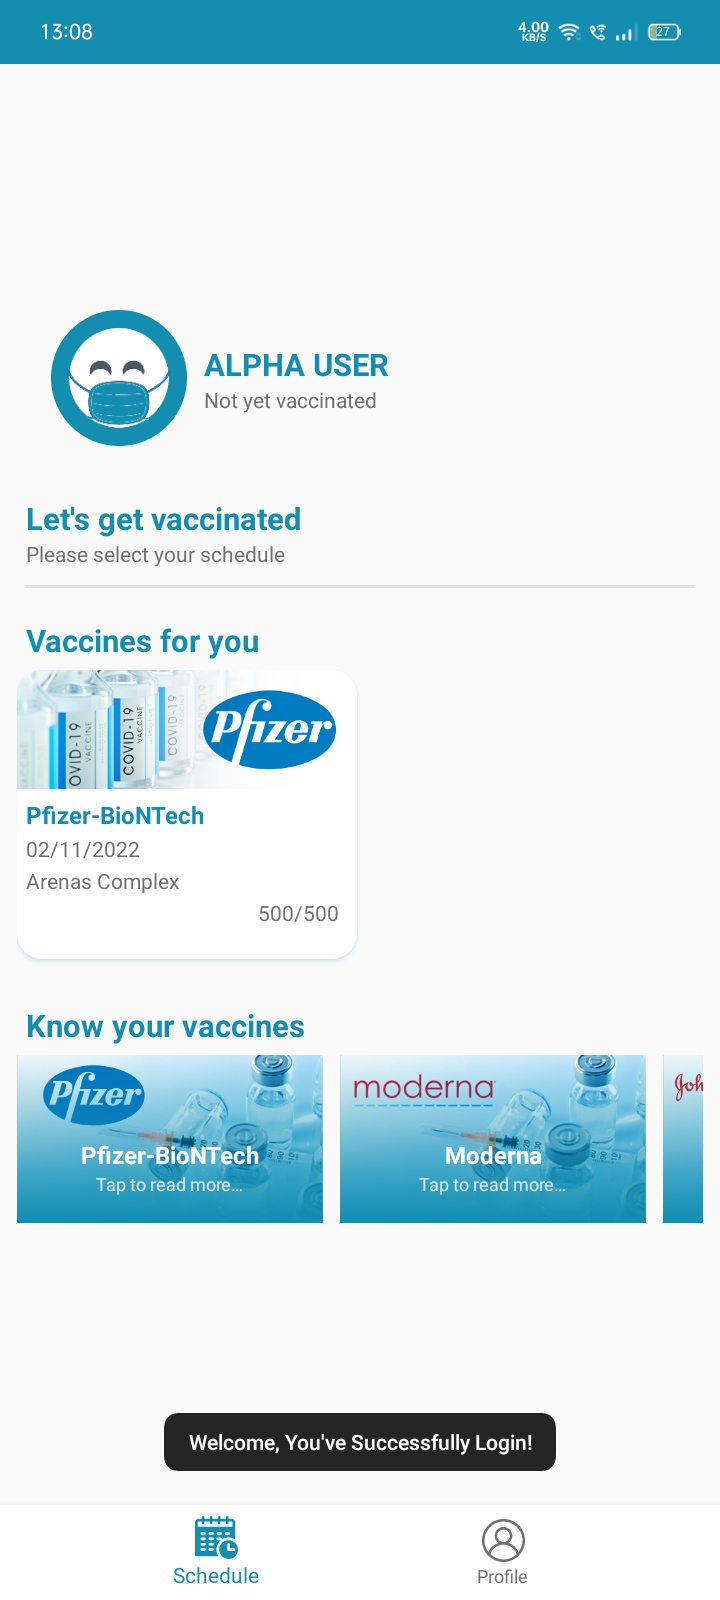 13:08
4.00
KB/S
27
ALPHA USER
Not yet vaccinated
Let's get vaccinated
Please select your schedule
Vaccines for you
OVID-19
VACCINE
COVID-19
VACCINE
COVID-19
VACCINE
Pfizer
Pfizer-BioNTech
02/11/2022
Arenas Complex
500/500
Know your vaccines
Pfizer
Pfizer-BioNTech
Tap to read more...
moderna
Moderna
Tap to read more...
Joh
Welcome, You've Successfully Login!
Schedule
Profile